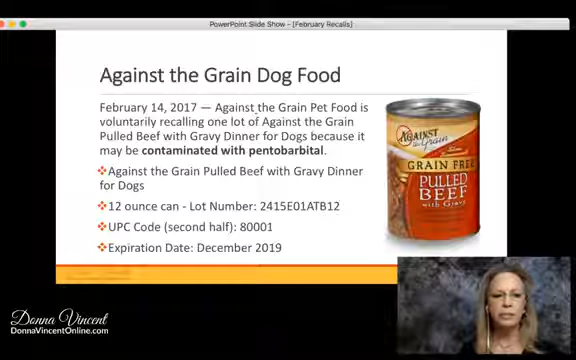 PowerPoint Slide Show - [February Recalls]
Against the Grain Dog Food
February 14, 2017 — Against the Grain Pet Food is
voluntarily recalling one lot of Against the Grain
Pulled Beef with Gravy Dinner for Dogs because it
may be contaminated with pentobarbital.
Against the Grain Pulled Beef with Gravy Dinner
for Dogs
12 ounce can - Lot Number: 2415E01ATB12
UPC Code (second half): 80001
Expiration Date: December 2019
AGAINST
the Grain
GRAIN FREE
PULLED
BEEF
with Gravy
Donna Vincent
DonnaVincentOnline.com